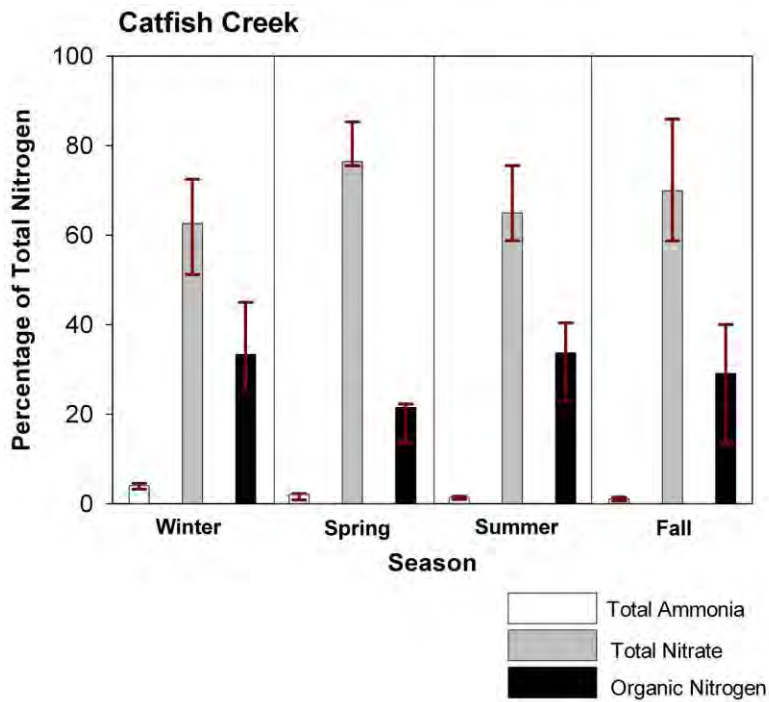 Catfish Creek
100
80
60
40
20
0
Percentage of Total Nitrogen
Winter Spring Summer Fall
Season
Total Ammonia
Total Nitrate
Organic Nitrogen